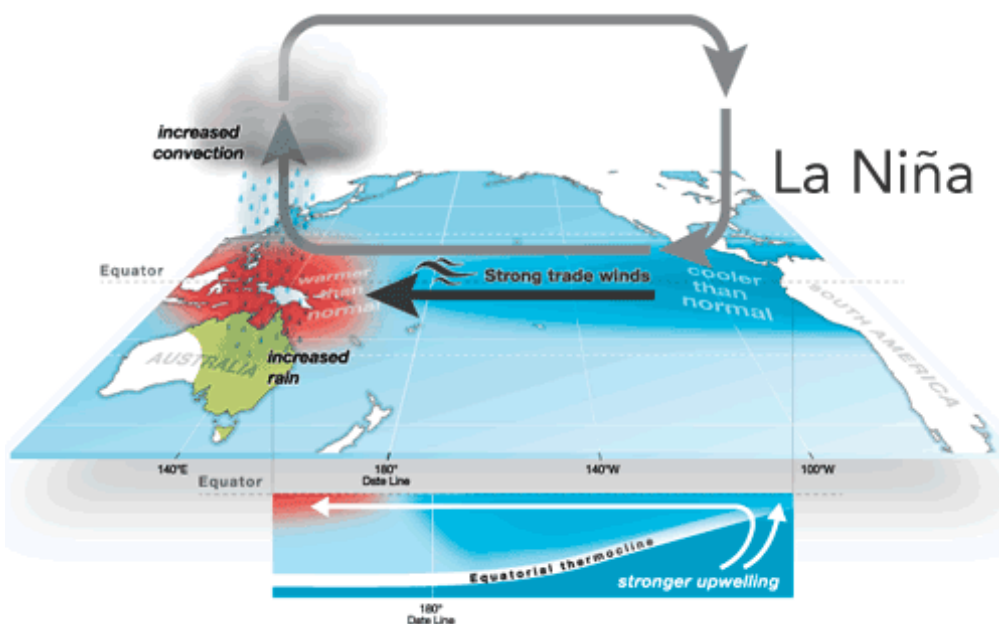 increased
convection
La Niña
Equator
warmer
than
normal
Strong trade winds
cooler
than
normal
SOUTH AMERICA
AUSTRALIA
increased
rain
140°E
180°
Date Line
140°W
100°W
Equator
Equatorial thermocline
stronger upwelling
180°
Date Line